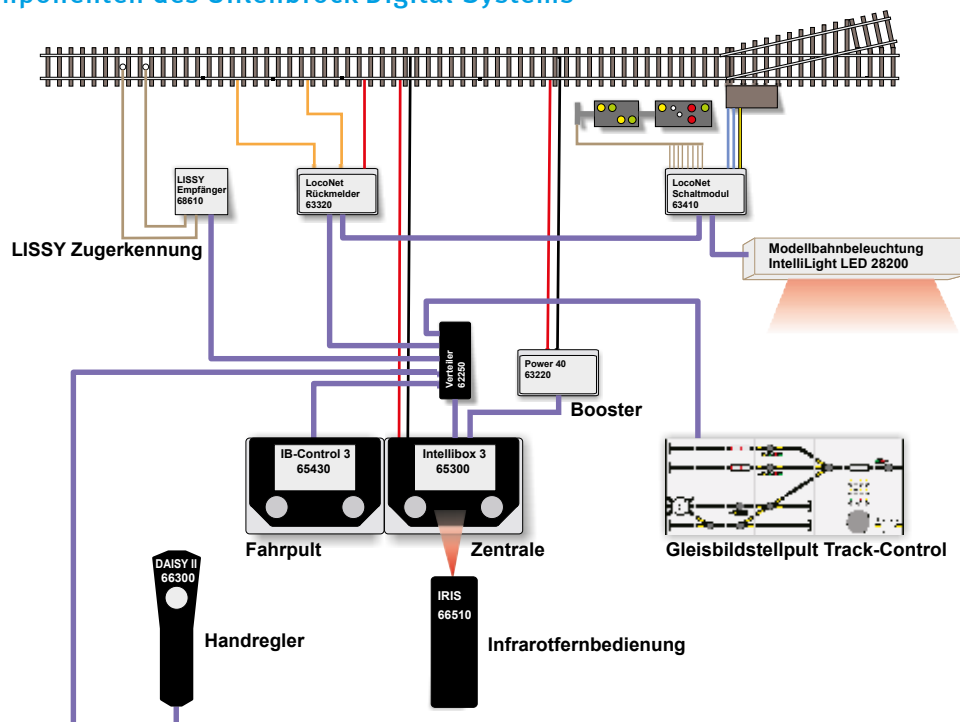 LISSY
Empfänger
68610
LocoNet
Rückmelder
63320
LocoNet
Schaltmodul
63410
LISSY Zugerkennung
Modellbahnbeleuchtung
IntelliLight LED 28200
Verteiler
62250
Power 40
63220
Booster
IB-Control 3
65430
Intellibox 3
65300
Fahrpult
Zentrale
Gleisbildstellpult Track-Control
DAISY II
66300
Handregler
IRIS
66510
Infrarotfernbedienung